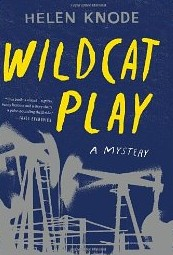 HELEN KNODE
WILDCAT
PLAY
A MYSTERY